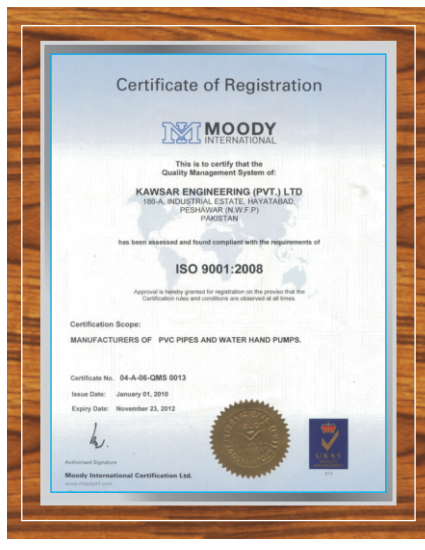 Certificate of Registration
MOODY
INTERNATIONAL
This is to certify that the
Quality Management System of:
KAWSAR ENGINEERING (PVT.) LTD
186-A, INDUSTRIAL ESTATE, HAYATABAD,
PESHAWAR (N.W.F.P)
PAKISTAN
has been assessed and found compliant with the requirements of
ISO 9001:2008
Approval is hereby granted for registration on the proviso that the
Certification rules and conditions are observed at all times.
Certification Scope:
MANUFACTURERS OF PVC PIPES AND WATER HAND PUMPS.
Certificate No. 04-A-06-QMS 0013
Issue Date: January 01, 2010
Expiry Date: November 23, 2012
Authorised Signature
Moody International Certification Ltd.
www.moodyint.com
UKAS
QUALITY
MANAGEMENT
014